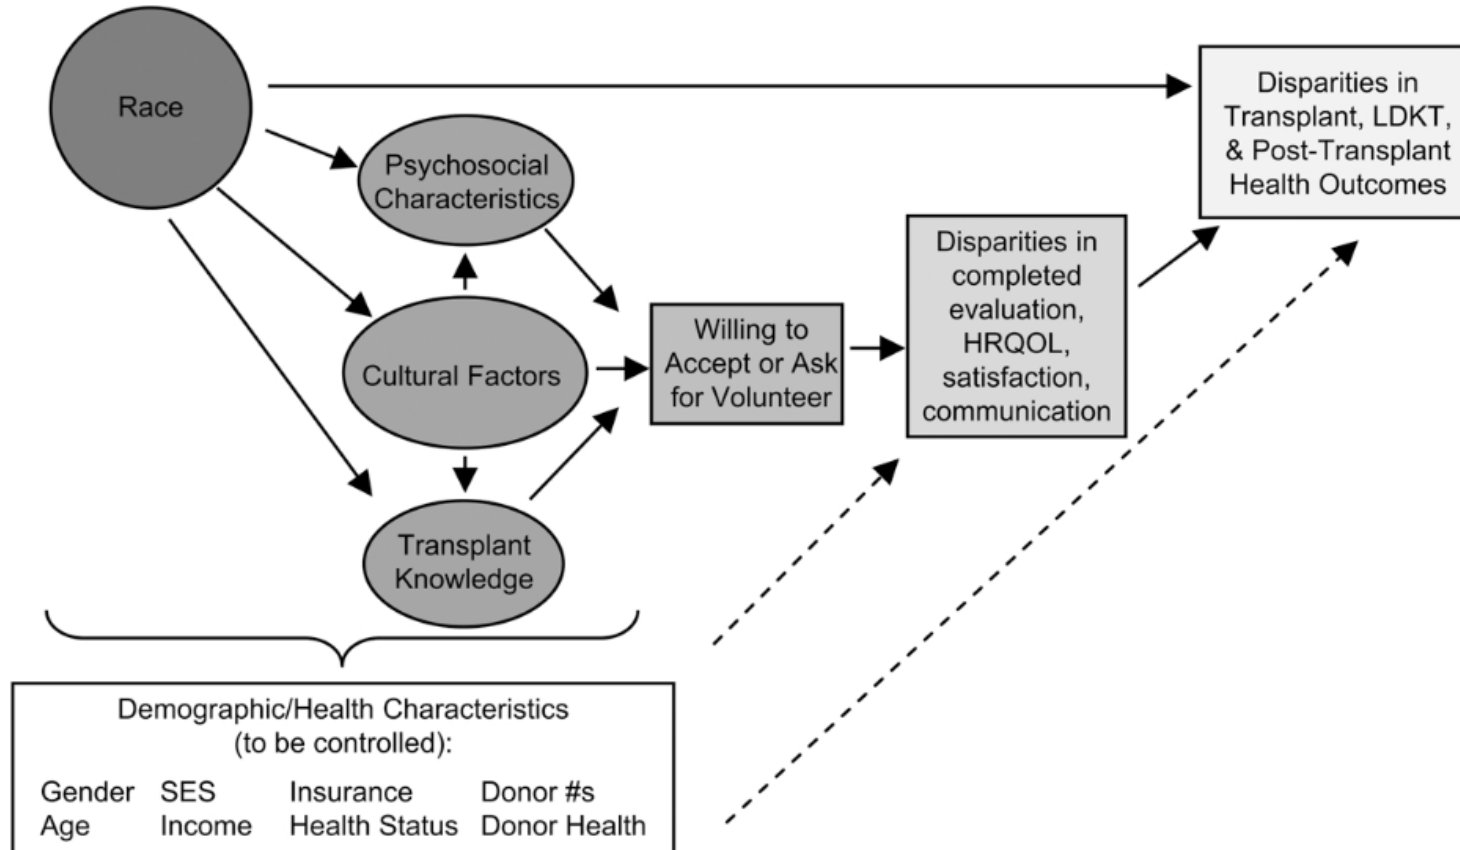 Race
Psychosocial
Characteristics
Cultural Factors
Transplant
Knowledge
Willing to
Accept or Ask
for Volunteer
Disparities in
completed
evaluation,
HRQOL,
satisfaction,
communication
Disparities in
Transplant, LDKT,
& Post-Transplant
Health Outcomes
Demographic/Health Characteristics
(to be controlled):
Gender SES Insurance Donor #s
Age Income Health Status Donor Health